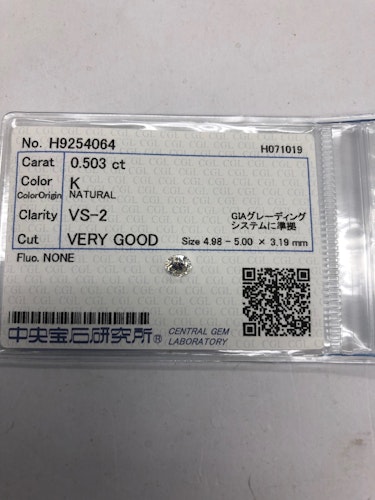 No. H9254064
H071019
Carat 0.503 ct
Color K
ColorOrigin NATURAL
Clarity VS-2
GIAグレーディング
システムに準拠
Cut VERY GOOD Size 4.98 ~ 5.00 × 3.19 mm
Fluo. NONE
中央宝石研究所®
CENTRAL GEM
LABORATORY